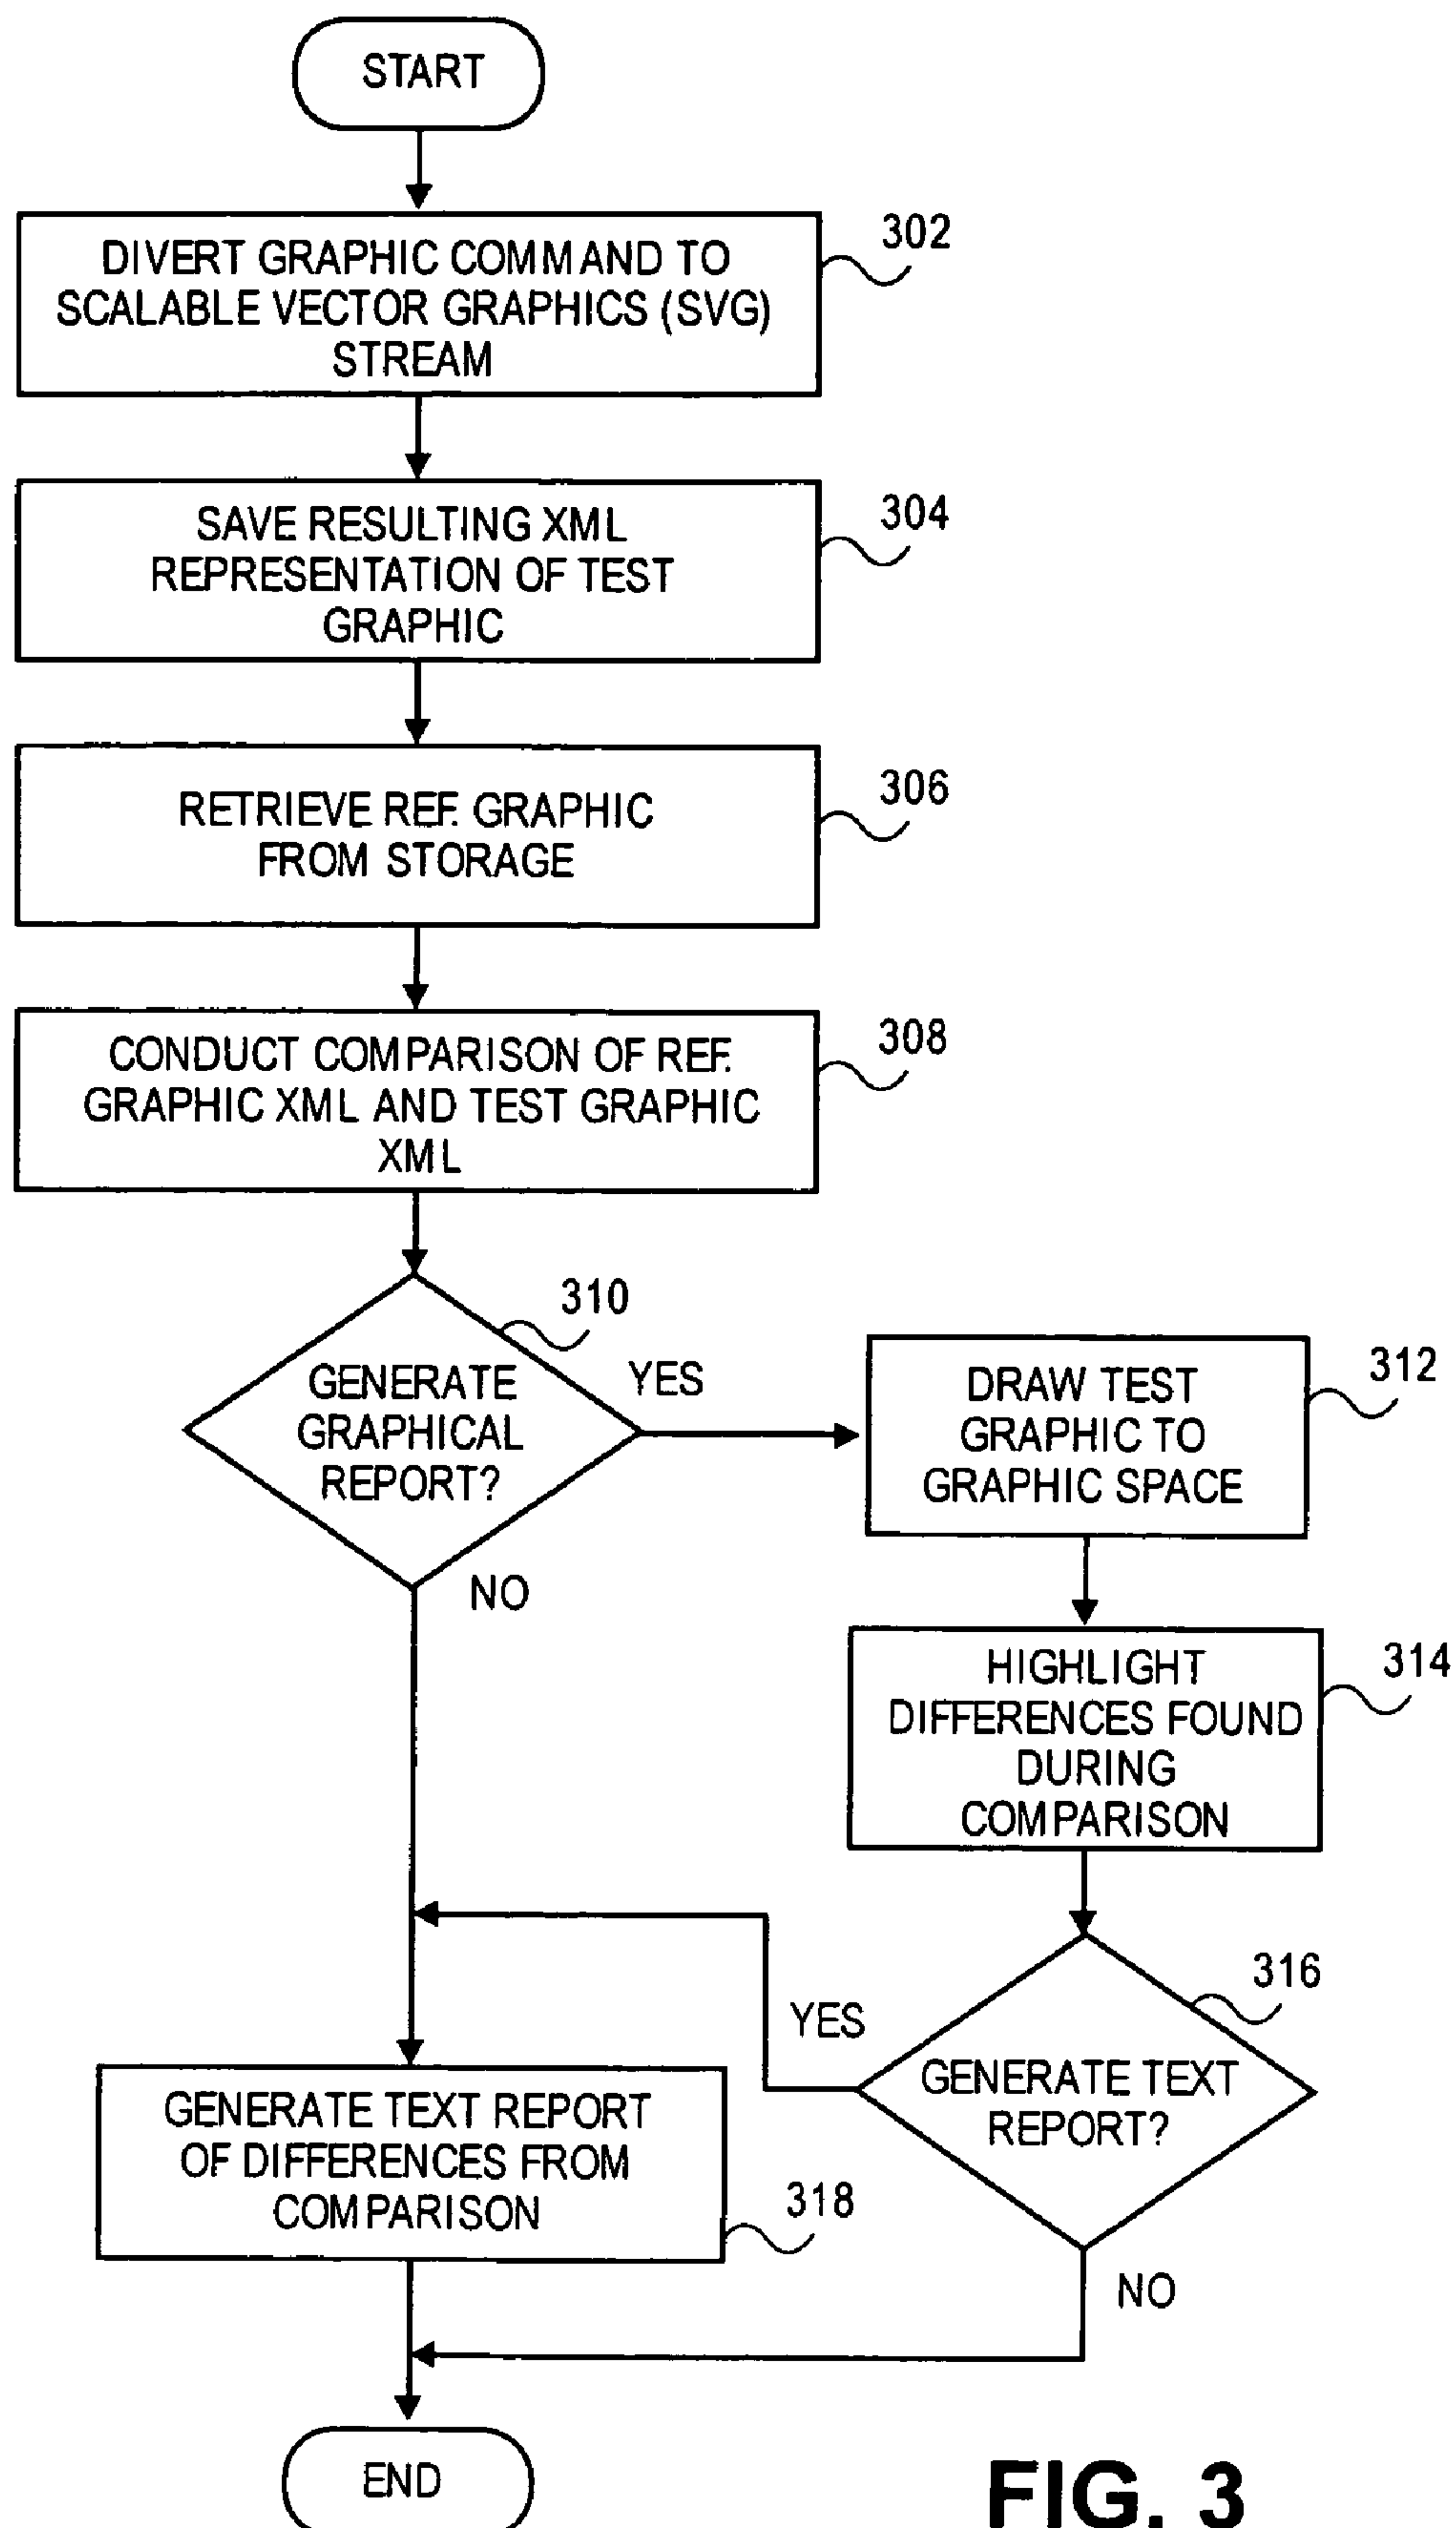 START
302
DIVERT GRAPHIC COMMAND TO
SCALABLE VECTOR GRAPHICS (SVG)
STREAM
304
SAVE RESULTING XML
REPRESENTATION OF TEST
GRAPHIC
306
RETRIEVE REF. GRAPHIC
FROM STORAGE
308
CONDUCT COMPARISON OF REF.
GRAPHIC XML AND TEST GRAPHIC
XML
310
GENERATE
GRAPHICAL
REPORT?
YES
NO
312
DRAW TEST
GRAPHIC TO
GRAPHIC SPACE
314
HIGHLIGHT
DIFFERENCES FOUND
DURING
COMPARISON
316
GENERATE TEXT
REPORT?
YES
NO
GENERATE TEXT REPORT
OF DIFFERENCES FROM
COMPARISON
318
END
FIG. 3